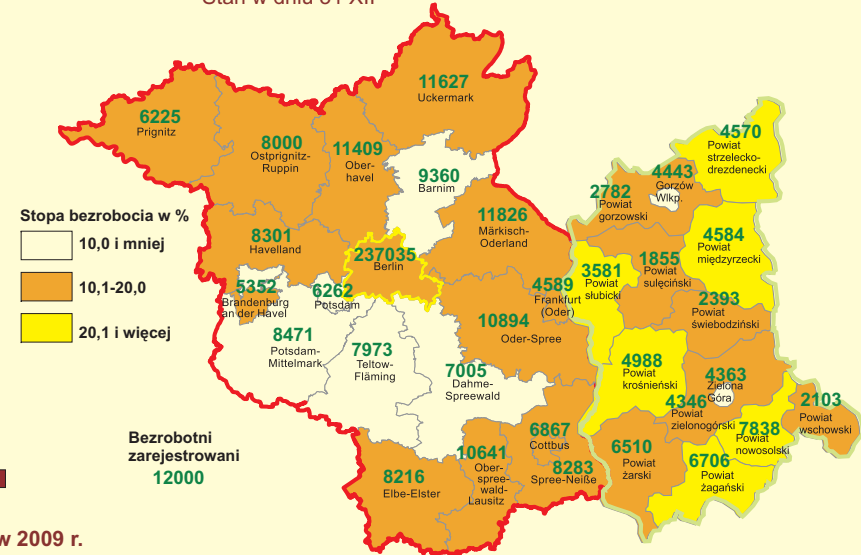 Stan w dniu 31 XII
11627
Uckermark
6225
Prignitz
8000
Ostprignitz-
Ruppin
11409
Ober-
havel
9360
Barnim
4570
Powiat
strzelecko-
drezdenecki
4443
Gorzów
Wlkp.
2782
Powiat
gorzowski
Stopa bezrobocia w %
10,0 i mniej
10,1-20,0
20,1 i więcej
11826
Märkisch-
Oderland
8301
Havelland
237035
Berlin
4584
Powiat
międzyrzecki
1855
Powiat
sulęciński
3581
Powiat
słubicki
5352
Brandenburg
an der Havel
6262
Potsdam
4589
Frankfurt
(Oder)
2393
Powiat
świebodziński
10894
Oder-Spree
8471
Potsdam-
Mittelmark
7973
Teltow-
Fläming
7005
Dahme-
Spreewald
4988
Powiat
krośnieński
4363
Zielona
Góra
4346
Powiat
zielonogórski
2103
Powiat
wschowski
7838
Powiat
nowosolski
6867
Cottbus
6510
Powiat
żarski
6706
Powiat
żagański
10641
Ober-
spree-
wald-
Lausitz
8283
Spree-Neiße
8216
Elbe-Elster
Bezrobotni
zarejestrowani
12000
w 2009 r.